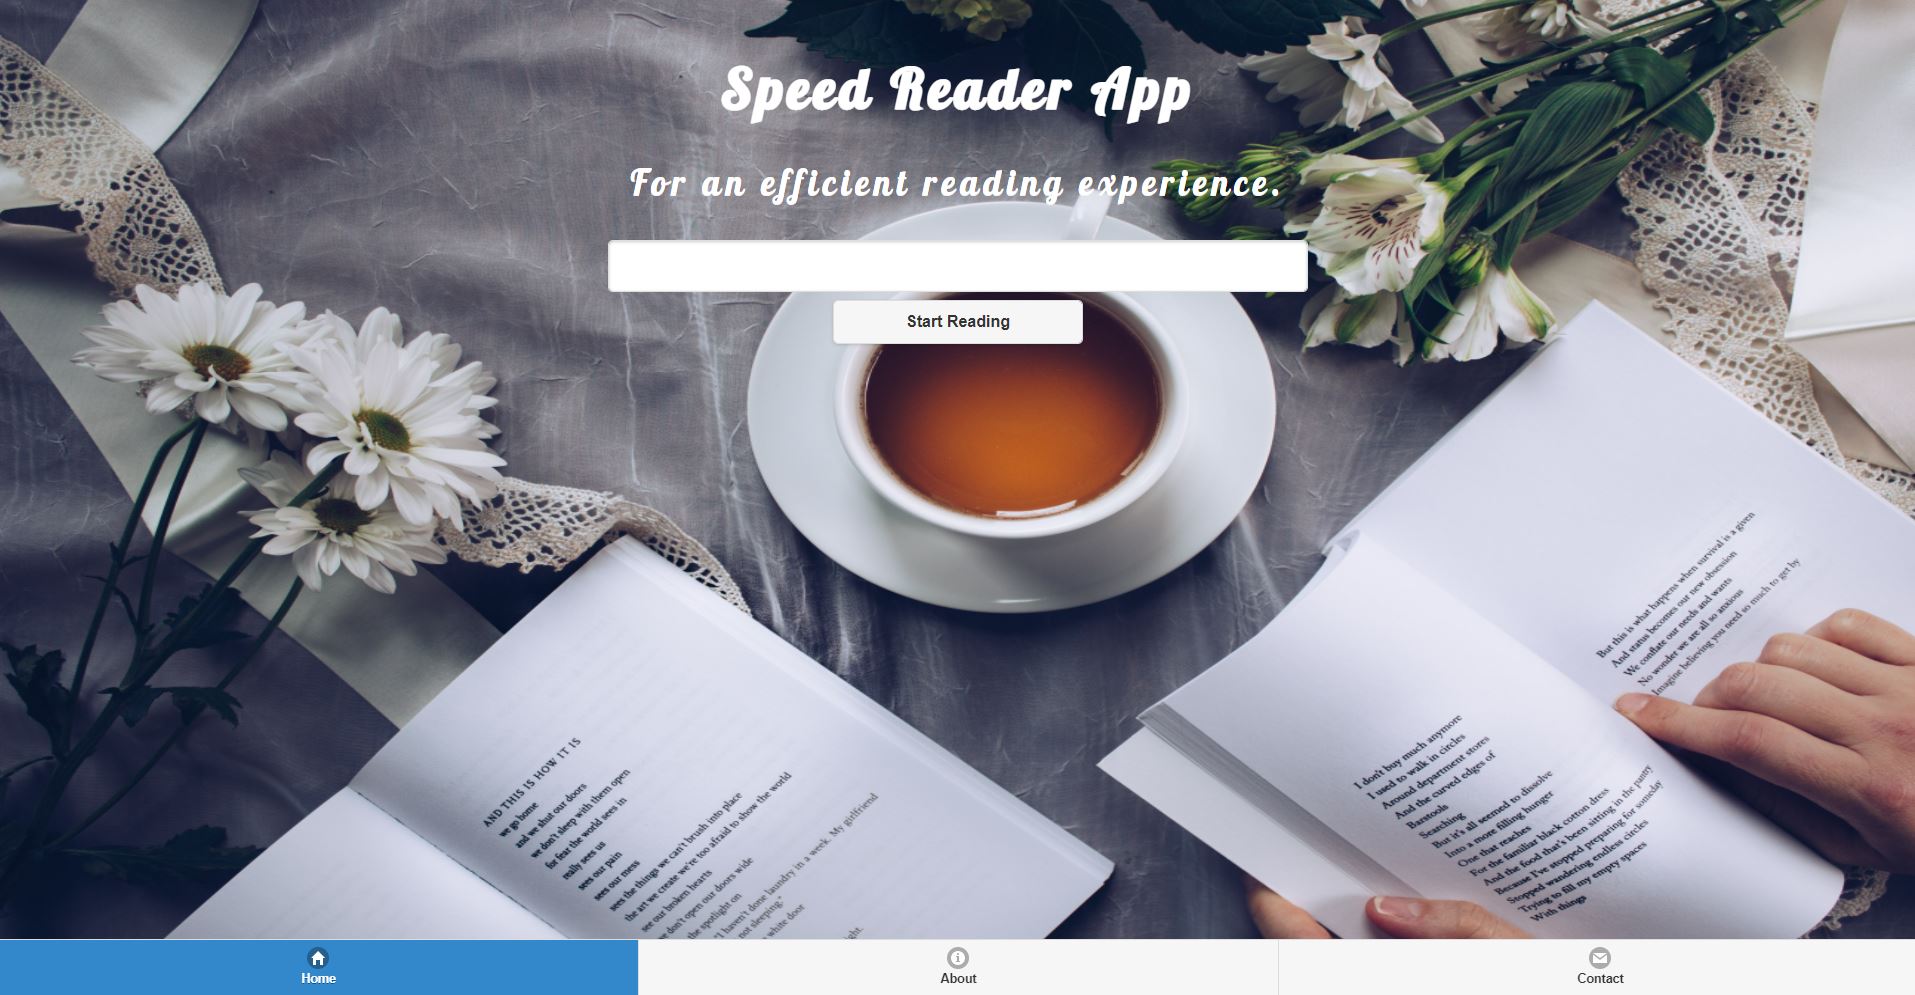 Speed Reader App
For an efficient reading experience.
Start Reading
AND THIS IS HOW IT IS
we go home
and we shut our doors
we don't sleep with them open
for fear the world sees in
really sees us
sees our pain
sees our mess
sees the things we can't brush into place
the art we create we're too afraid to show the world
see our broken hearts
we don't open our doors wide
the spotlight on
"I haven't done laundry in a week. My girlfriend
not sleeping."
white door
But this is what happens when survival is a given
And status becomes our new obsession
We conflate our needs and wants
No wonder we are all so anxious
Imagine believing you need so much to get by
I don't buy much anymore
I used to walk in circles
Around department stores
And the curved edges of
Barstools
Searching
But it's all seemed to dissolve
Into a more filling hunger
One that reaches
For the familiar black cotton dress
And the food that's been sitting in the pantry
Because I've stopped preparing for someday
Stopped wandering endless circles
Trying to fill my empty spaces
With things
Home
About
Contact